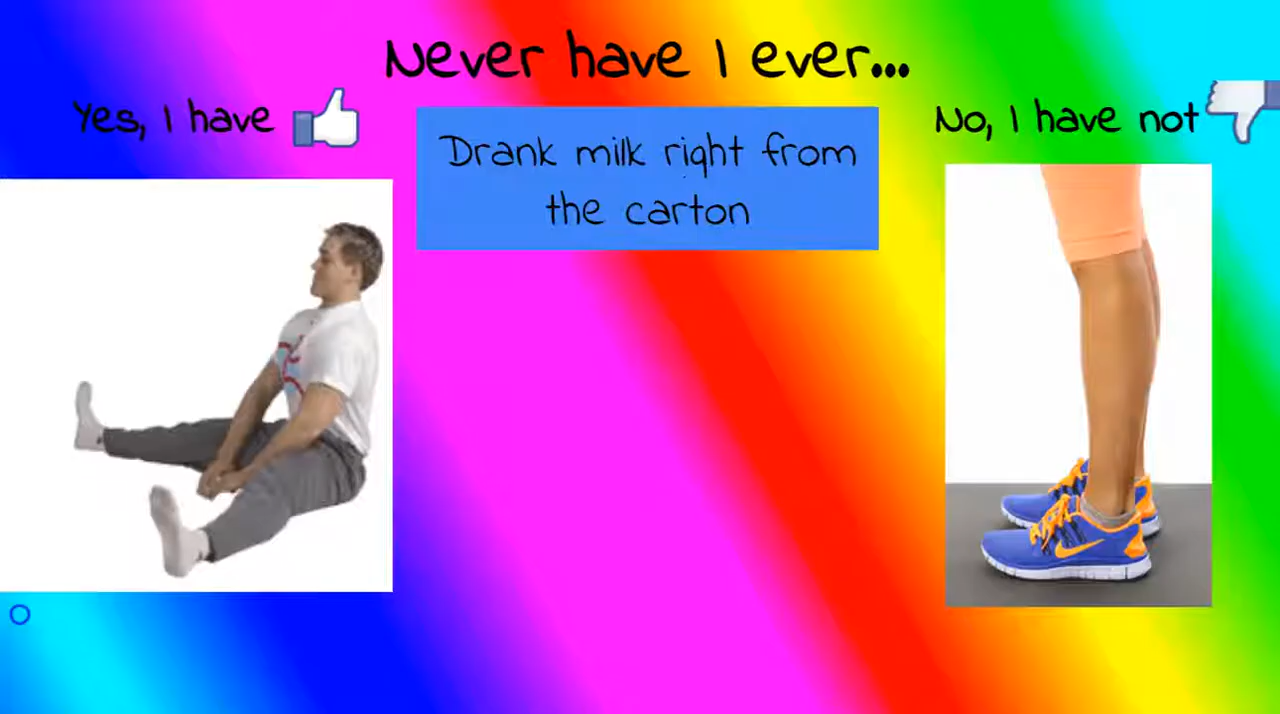 Never have I ever...
Yes, I have
No, I have not
Drank milk right from
the carton